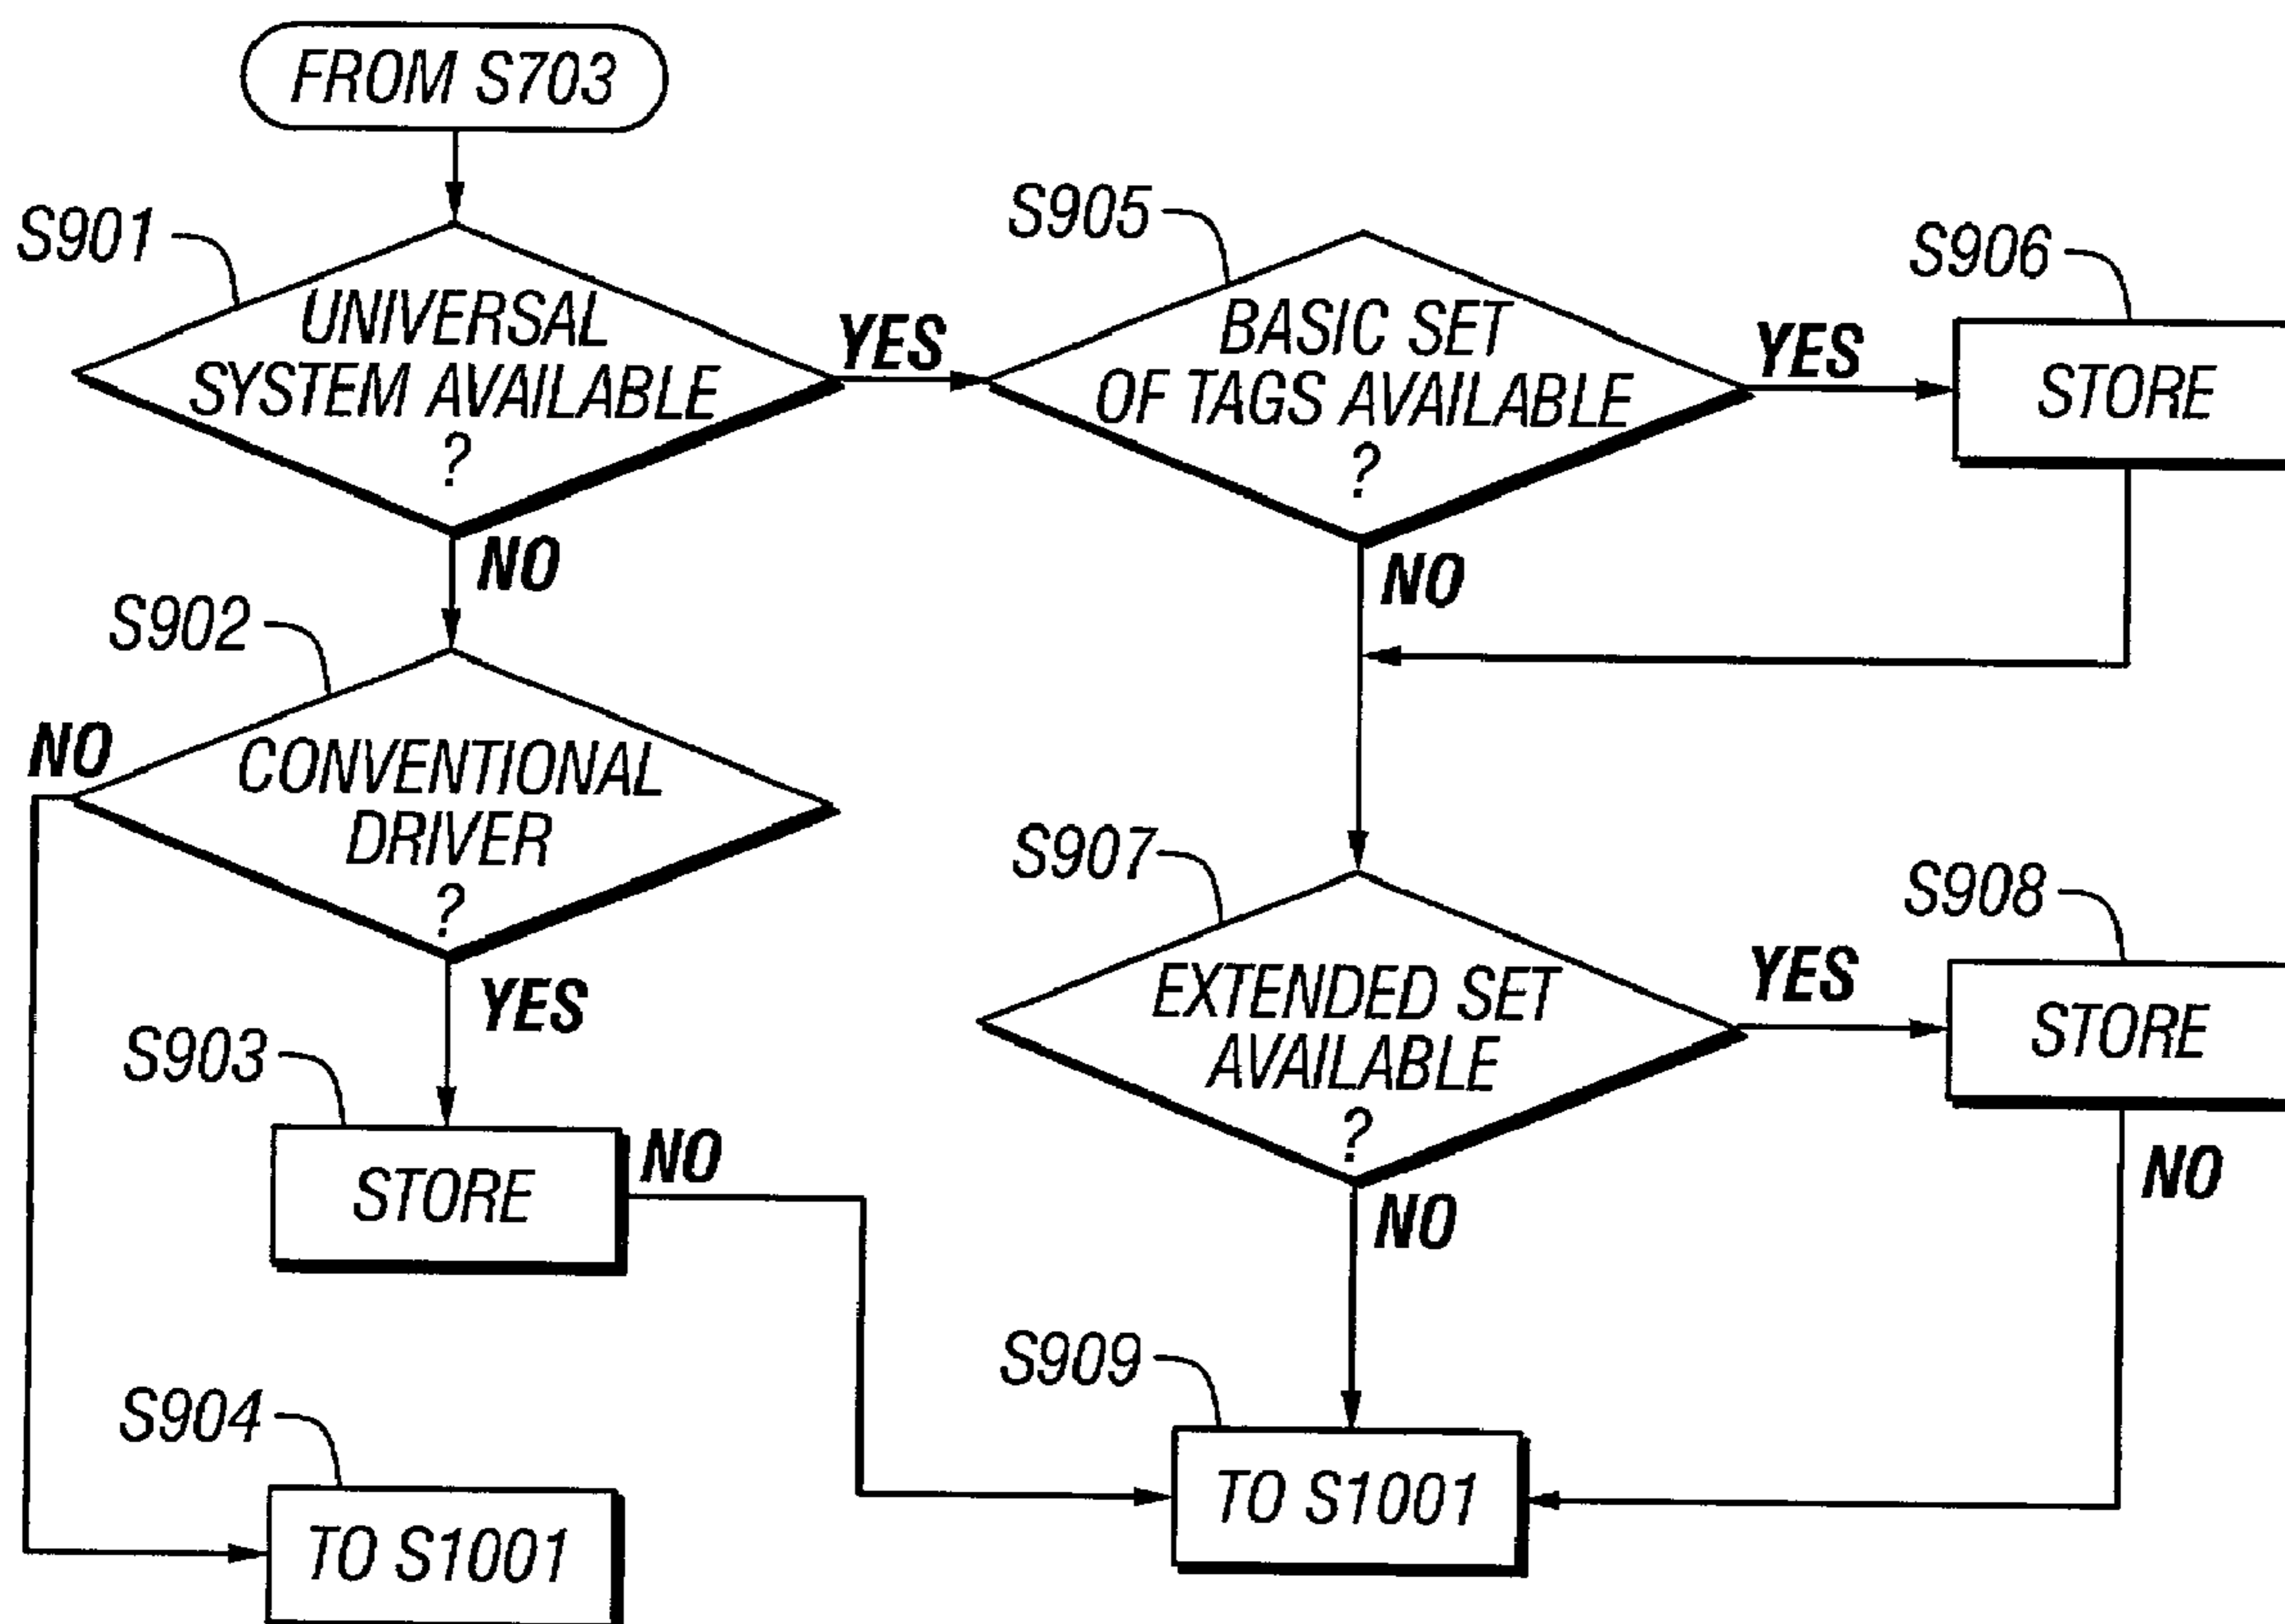 FROM S703
S901
UNIVERSAL
SYSTEM AVAILABLE
?
YES
NO
S905
BASIC SET
OF TAGS AVAILABLE
?
YES
NO
S906
STORE
S902
CONVENTIONAL
DRIVER
?
NO
YES
S907
EXTENDED SET
AVAILABLE
?
YES
NO
S908
STORE
NO
S903
STORE
NO
S909
TO S1001
S904
TO S1001